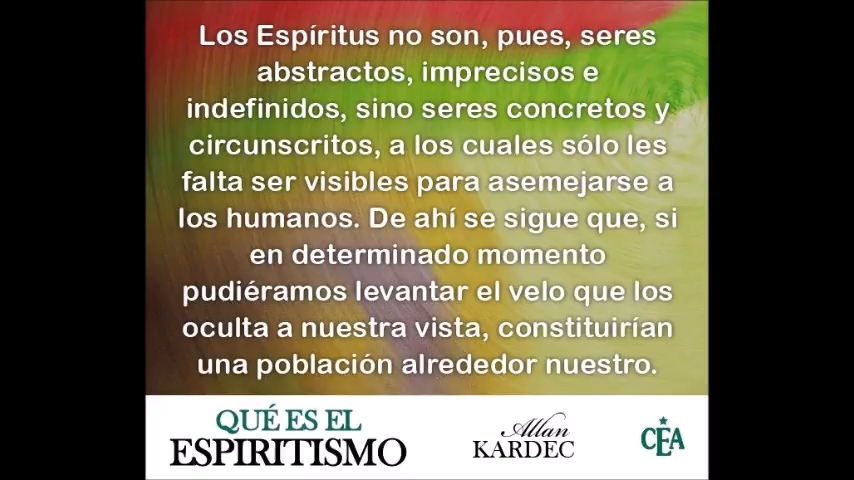 Los Espíritus no son, pues, seres
abstractos, imprecisos e
indefinidos, sino seres concretos y
circunscritos, a los cuales sólo les
falta ser visibles para asemejarse a
los humanos. De ahí se sigue que, si
en determinado momento
pudiéramos levantar el velo que los
oculta a nuestra vista, constituirían
una población alrededor nuestro.
QUÉ ES EL
ESPIRITISMO
Allan
KARDEC
CEA